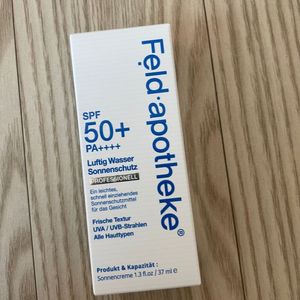 Feld·apotheke®
SPF
50+
PA++++
Luftig Wasser
Sonnenschutz
PROFESSIONELL
Ein leichtes,
schnell einziehendes
Sonnenschutzmittel
für das Gesicht
Frische Textur
UVA / UVB-Strahlen
Alle Hauttypen
Produkt & Kapazität :
Sonnencreme 1.3 fl.oz / 37 ml ℮